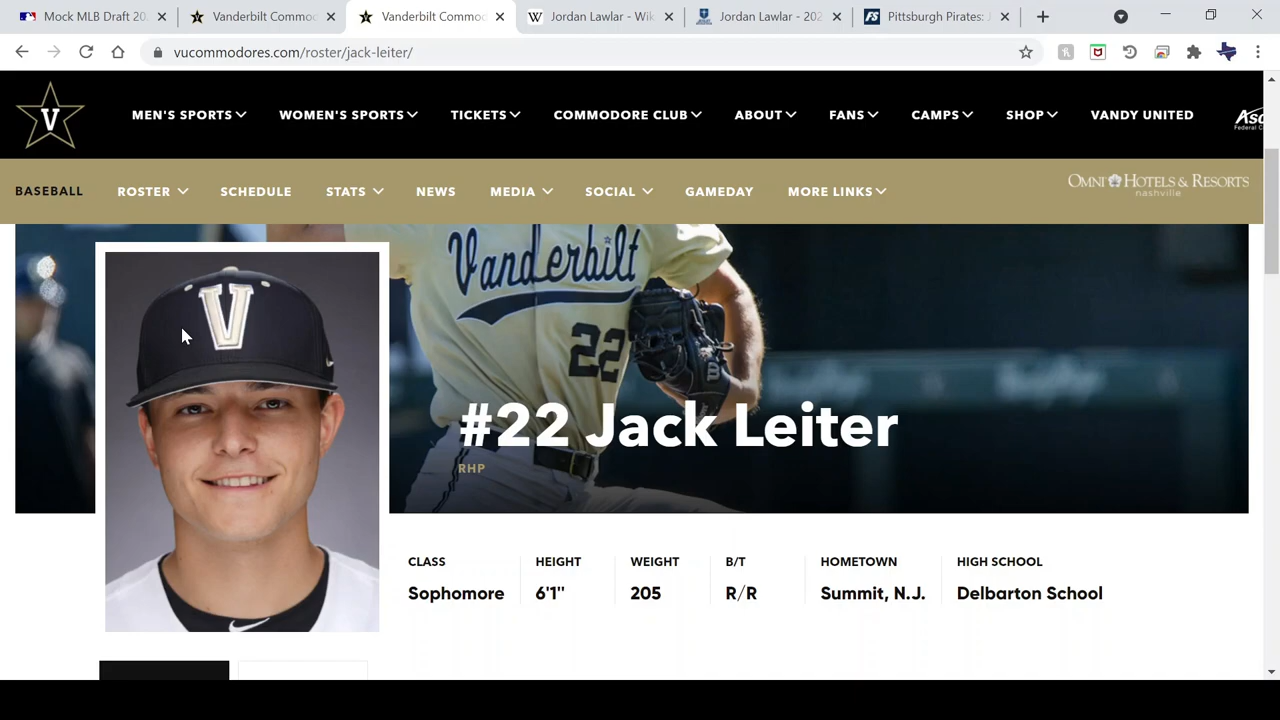 Mock MLB Draft 20
Vanderbilt Commo
Vanderbilt Commo
Jordan Lawlar - Wik
Jordan Lawlar - 202
Pittsburgh Pirates: J
vucommodores.com/roster/jack-leiter/
V
MEN'S SPORTS WOMEN'S SPORTS TICKETS COMMODORE CLUB ABOUT FANS CAMPS SHOP VANDY UNITED
Federal C
BASEBALL ROSTER SCHEDULE STATS NEWS MEDIA SOCIAL GAMEDAY MORE LINKS
OMNI HOTELS & RESORTS
nashville
V
Vanderbilt
22
#22 Jack Leiter
RHP
CLASS HEIGHT WEIGHT B/T HOMETOWN HIGH SCHOOL
Sophomore 6'1" 205 R/R Summit, N.J. Delbarton School